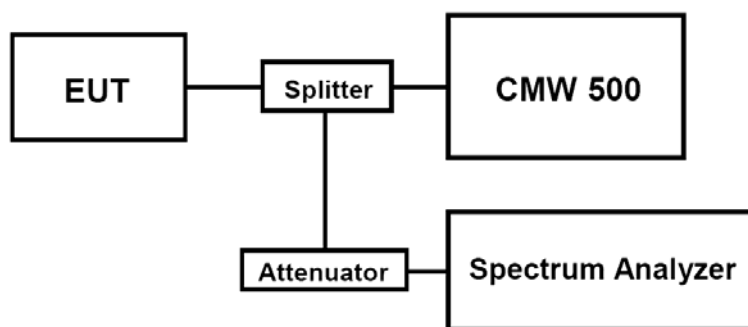 EUT
Splitter
CMW 500
Attenuator
Spectrum Analyzer